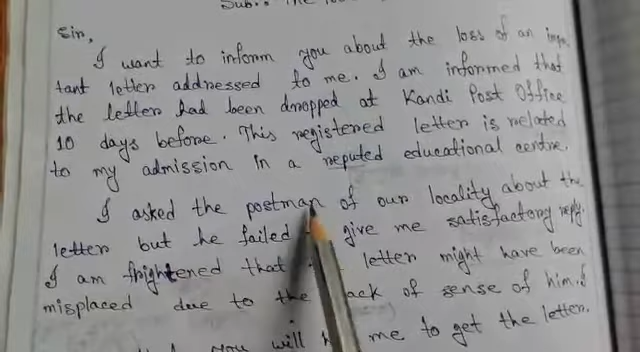 Sub:- The lo
Sir,
I want to inform you about the loss of an impo
tant letter addressed to me. I am informed that
the letter had been dropped at Kandi Post Office
10 days before. This registered letter is related
to my admission in a reputed educational centre.
I asked the postman of our locality about the
letter but he failed give me satisfactory reply.
I am frightened that letter might have been
misplaced due to the ack of sense of him. I
you will me to get the letter.